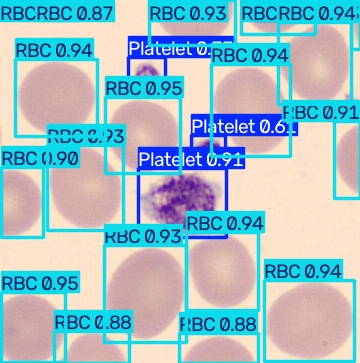 RBC 0.87
RBC 0.93
RBC 0.94
Platelet
RBC 0.94
RBC 0.94
RBC 0.95
RBC 0.91
Platelet 0.61
RBC 0.93
RBC 0.90
Platelet 0.91
RBC 0.94
RBC 0.93
RBC 0.94
RBC 0.95
RBC 0.88
RBC 0.88